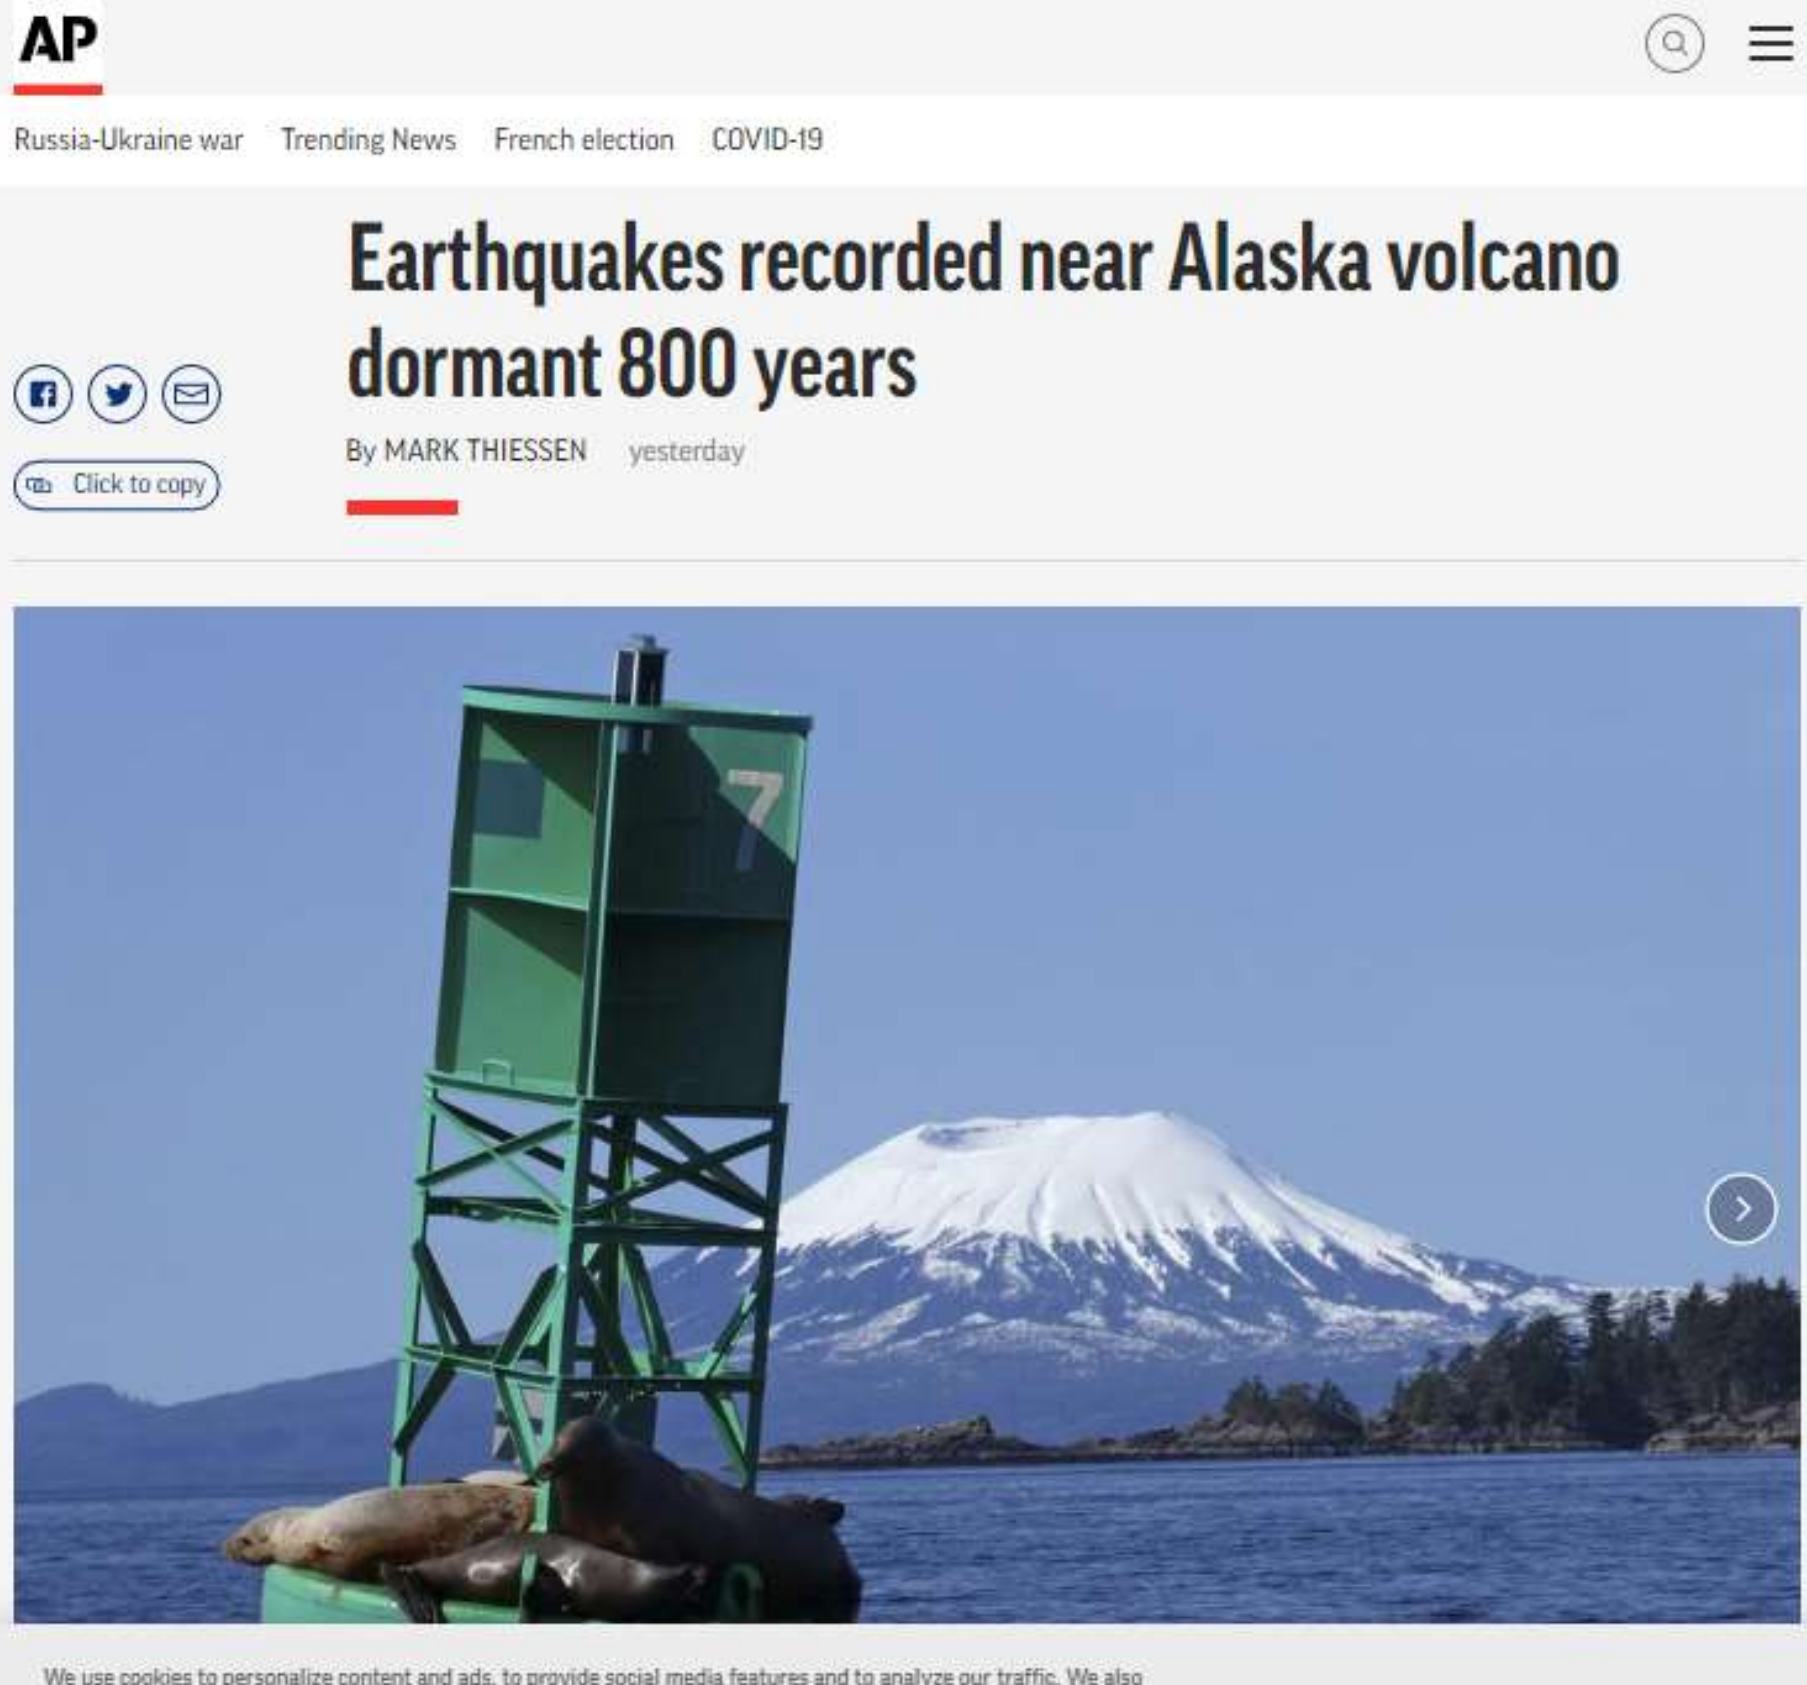 AP
Russia-Ukraine war Trending News French election COVID-19
Earthquakes recorded near Alaska volcano
dormant 800 years
By MARK THIESSEN yesterday
Click to copy
7
We use cookies to personalize content and ads, to provide social media features and to analyze our traffic. We also